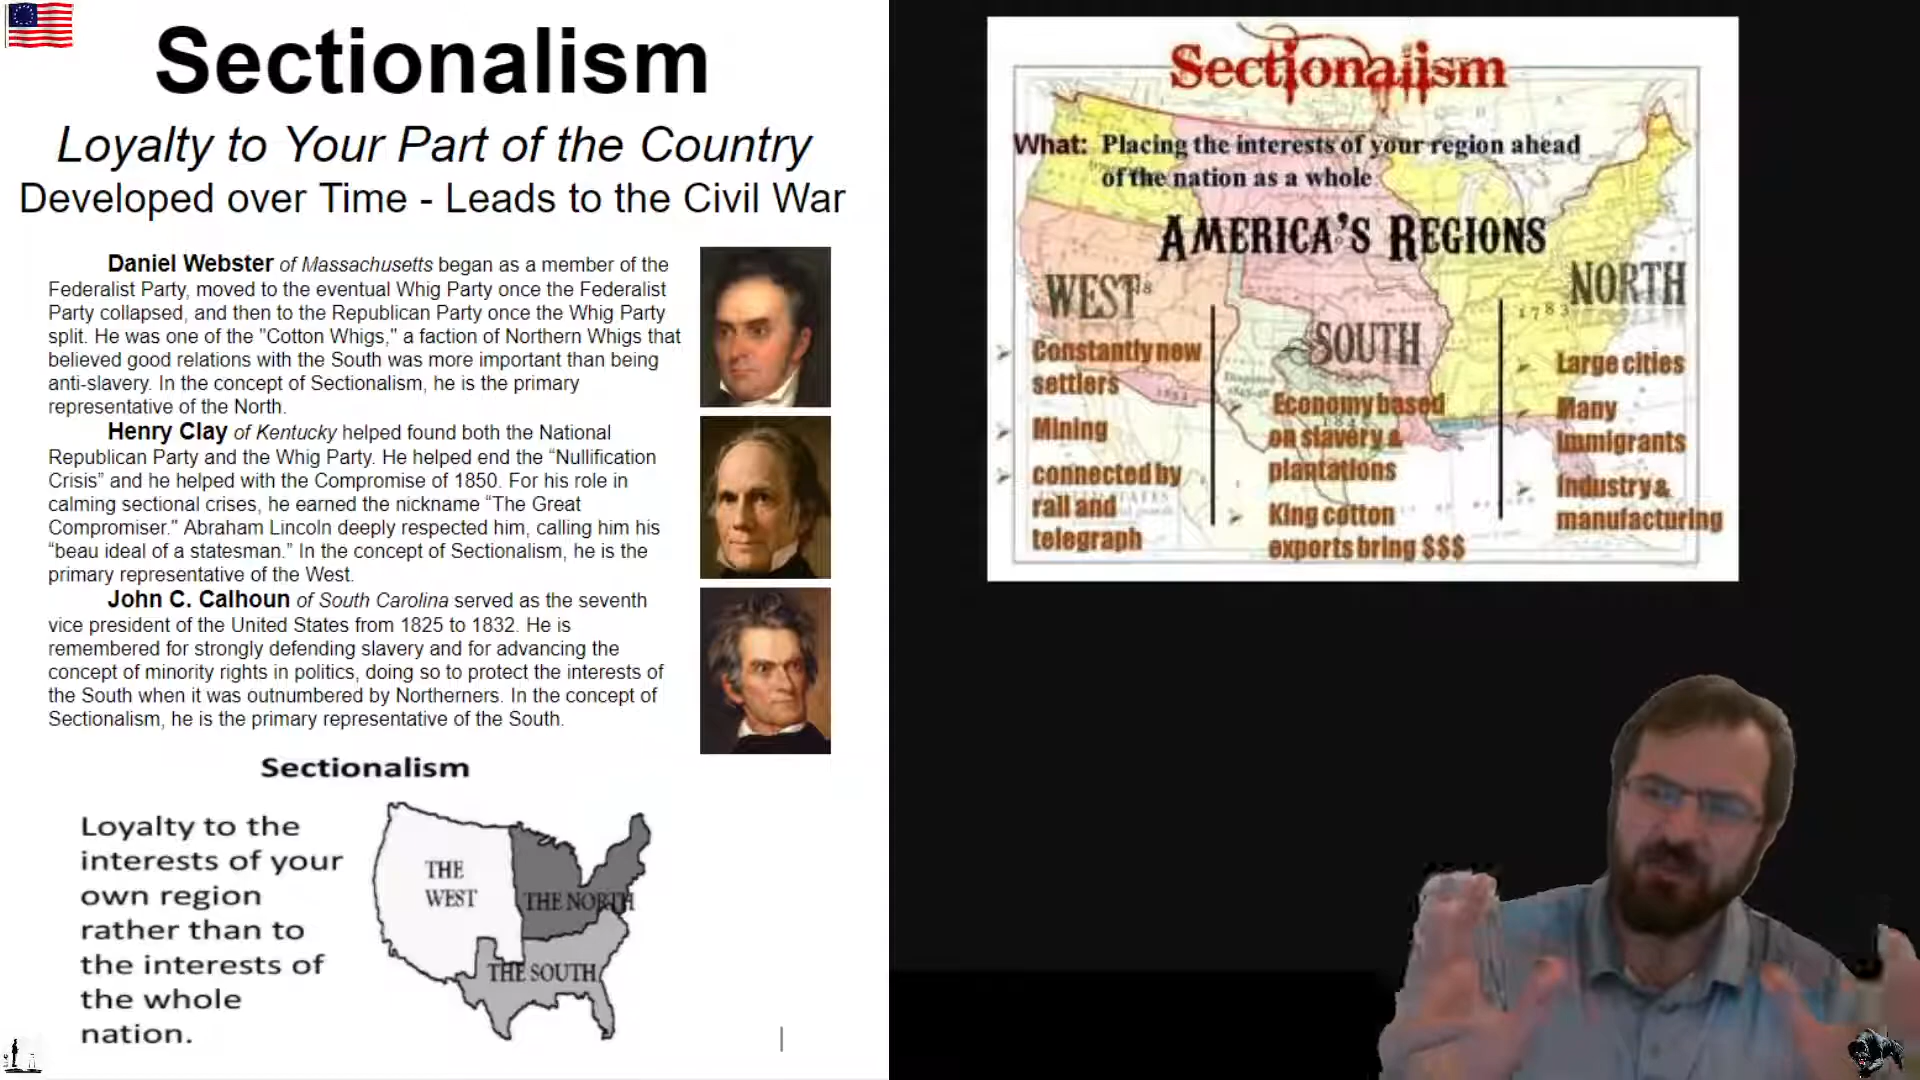 Sectionalism
Loyalty to Your Part of the Country
Developed over Time - Leads to the Civil War
Daniel Webster of Massachusetts began as a member of the
Federalist Party, moved to the eventual Whig Party once the Federalist
Party collapsed, and then to the Republican Party once the Whig Party
split. He was one of the "Cotton Whigs," a faction of Northern Whigs that
believed good relations with the South was more important than being
anti-slavery. In the concept of Sectionalism, he is the primary
representative of the North.
Henry Clay of Kentucky helped found both the National
Republican Party and the Whig Party. He helped end the “Nullification
Crisis” and he helped with the Compromise of 1850. For his role in
calming sectional crises, he earned the nickname “The Great
Compromiser.” Abraham Lincoln deeply respected him, calling him his
“beau ideal of a statesman.” In the concept of Sectionalism, he is the
primary representative of the West.
John C. Calhoun of South Carolina served as the seventh
vice president of the United States from 1825 to 1832. He is
remembered for strongly defending slavery and for advancing the
concept of minority rights in politics, doing so to protect the interests of
the South when it was outnumbered by Northerners. In the concept of
Sectionalism, he is the primary representative of the South.
Sectionalism
Loyalty to the
interests of your
own region
rather than to
the interests of
the whole
nation.
THE
WEST
THE NORTH
THE SOUTH
Sectionalism
What: Placing the interests of your region ahead
of the nation as a whole
AMERICA'S REGIONS
WEST
Constantly new
settlers
Mining
connected by
rail and
telegraph
SOUTH
Economy based
on slavery &
plantations
King cotton
exports bring $$$
NORTH
1783
Large cities
Many
Immigrants
Industry &
manufacturing